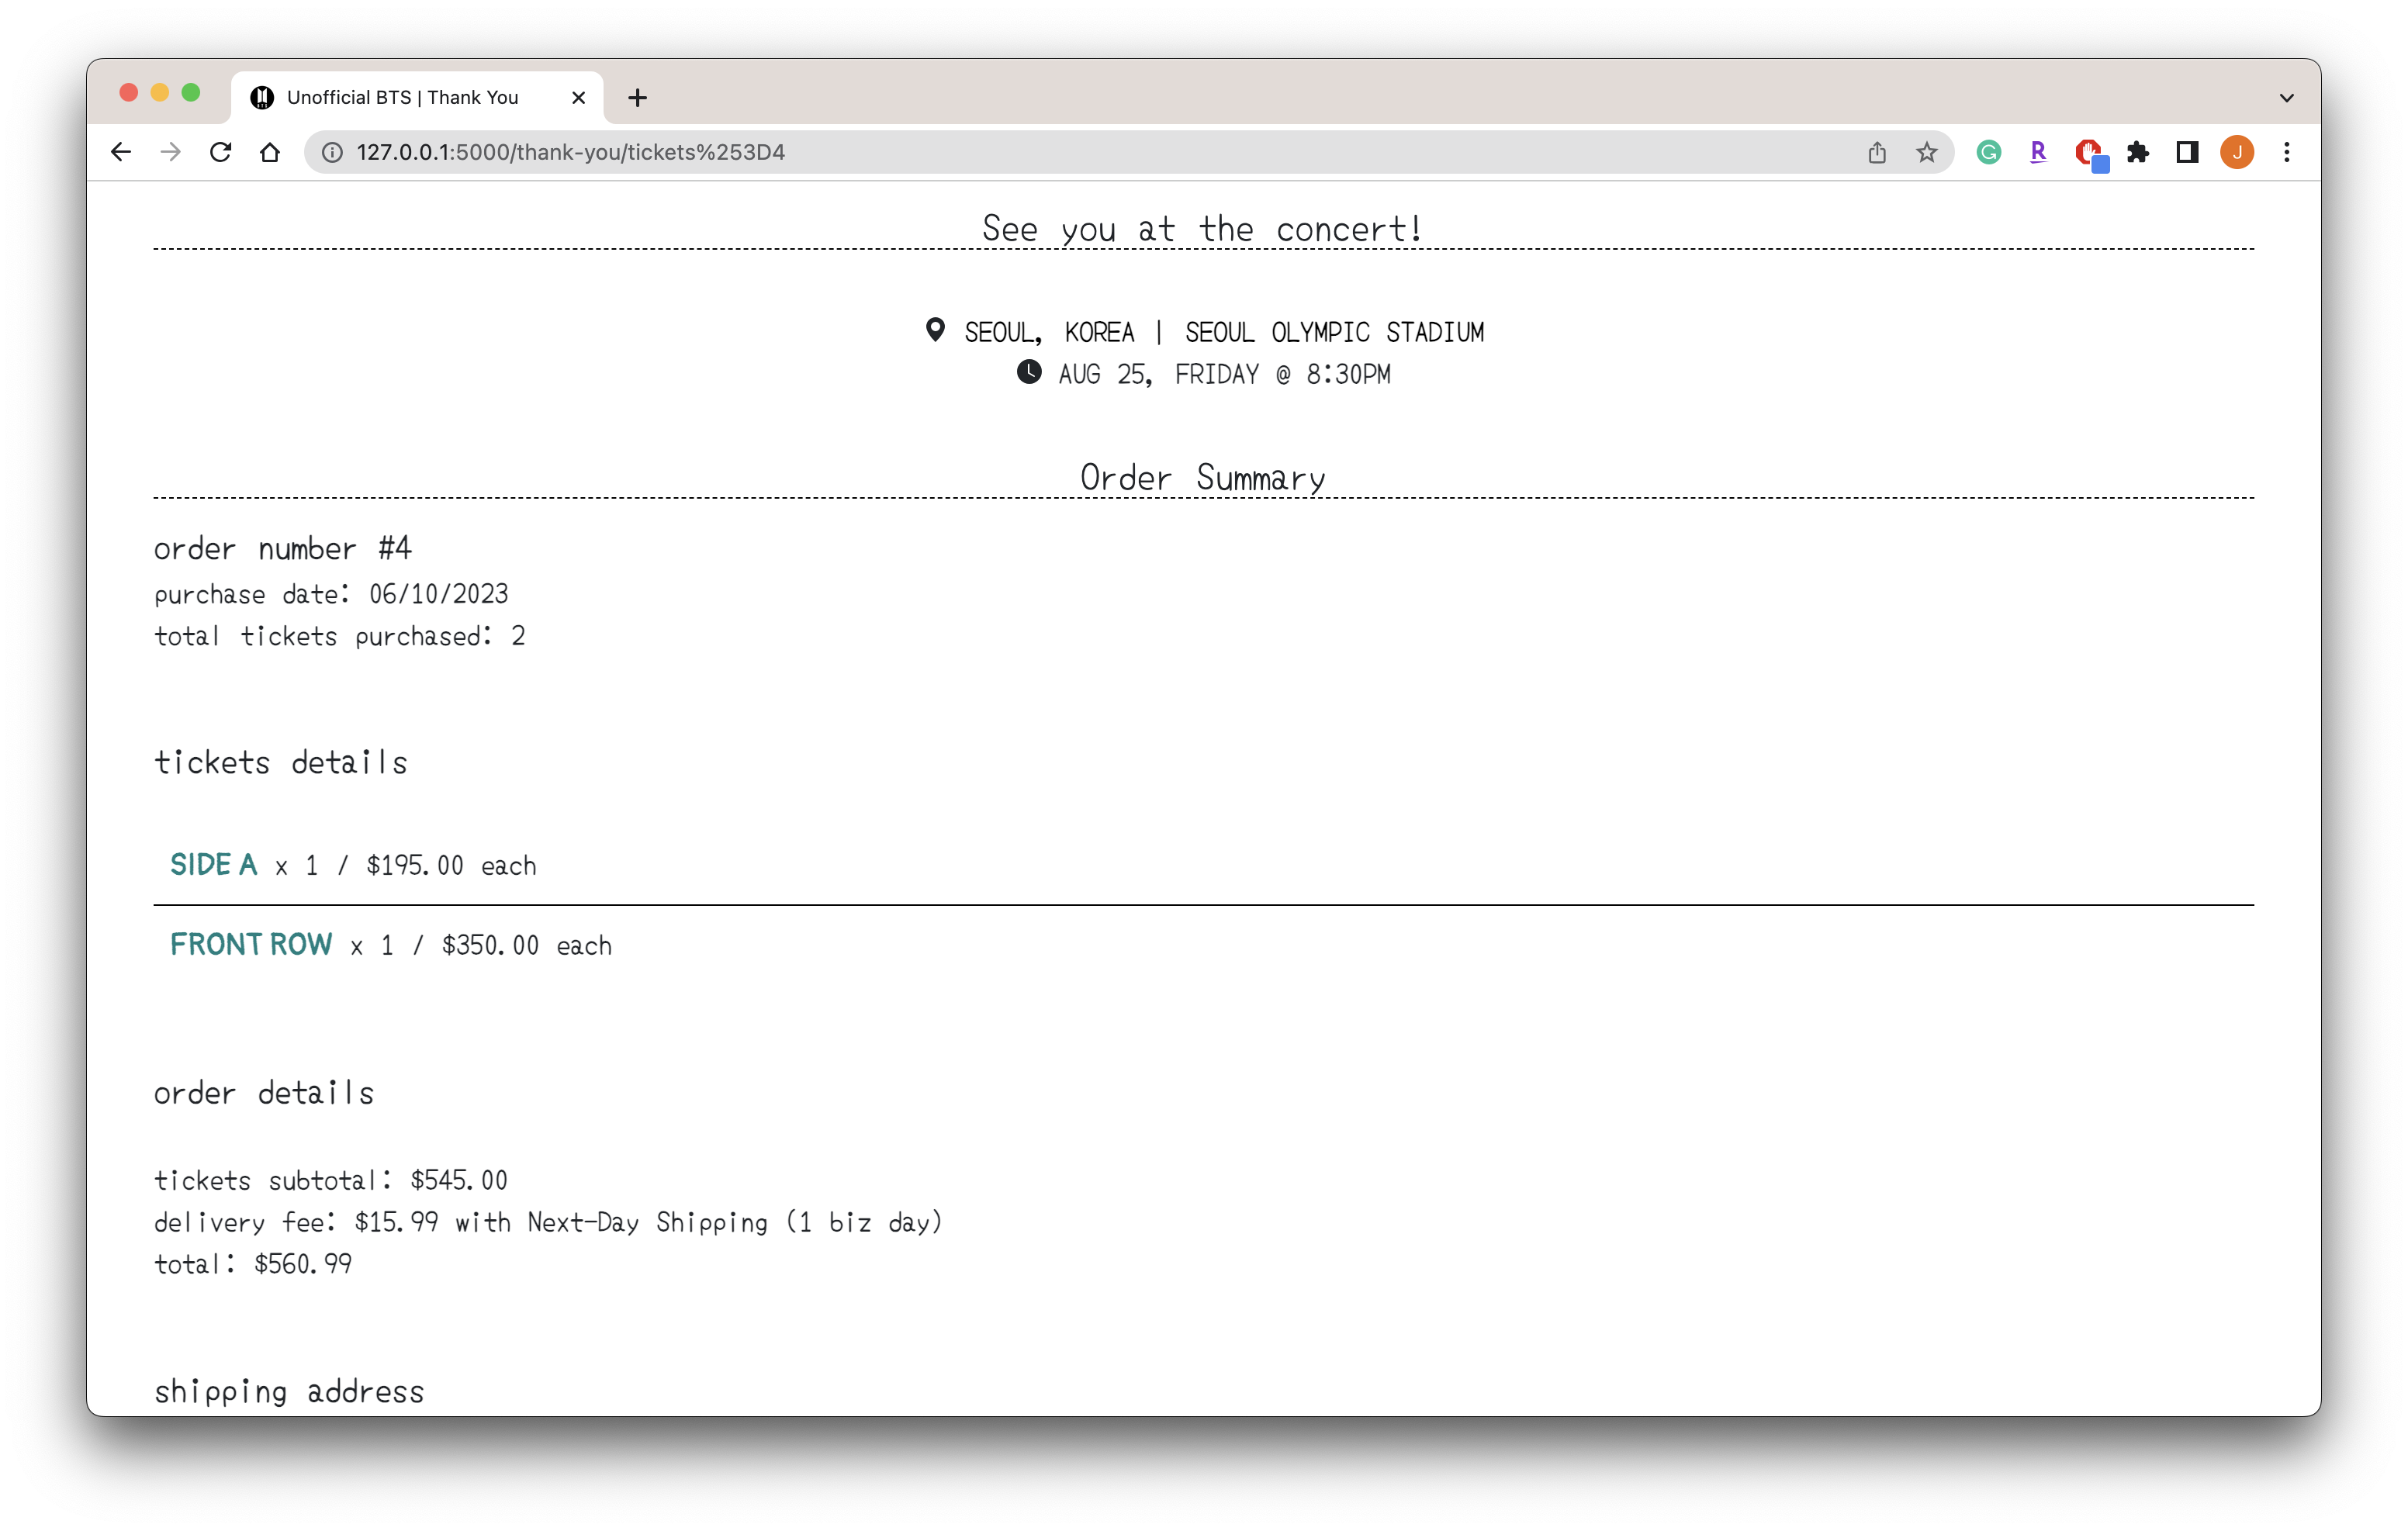 Unofficial BTS | Thank You
127.0.0.1:5000/thank-you/tickets%253D4
R
J
See you at the concert!
SEOUL, KOREA | SEOUL OLYMPIC STADIUM
AUG 25, FRIDAY @ 8:30PM
Order Summary
order number #4
purchase date: 06/10/2023
total tickets purchased: 2
tickets details
SIDE A x 1 / $195.00 each
FRONT ROW x 1 / $350.00 each
order details
tickets subtotal: $545.00
delivery fee: $15.99 with Next-Day Shipping (1 biz day)
total: $560.99
shipping address